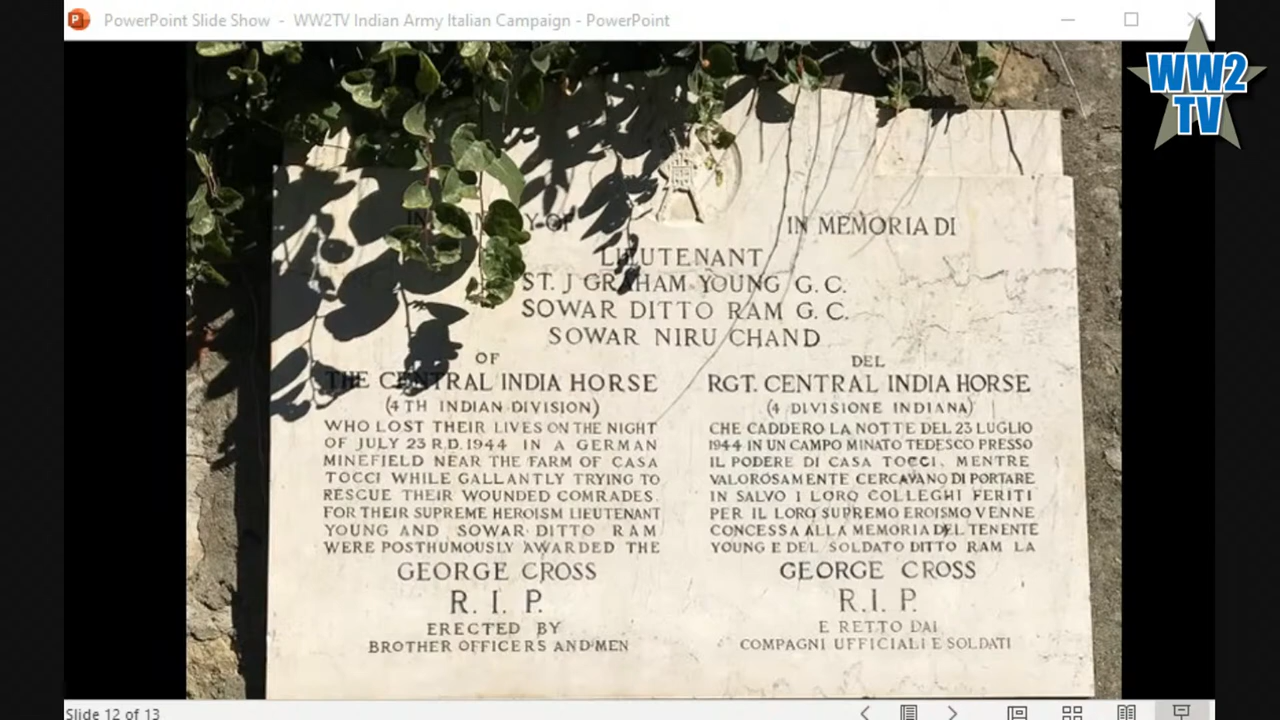 PowerPoint Slide Show - WW2TV Indian Army Italian Campaign - PowerPoint
WW2
TV
IN MEMORY OF
IN MEMORIA DI
LIEUTENANT
ST. J GRAHAM YOUNG G. C.
SOWAR DITTO RAM G. C.
SOWAR NIRU CHAND
OF
THE CENTRAL INDIA HORSE
(4 TH INDIAN DIVISION)
WHO LOST THEIR LIVES ON THE NIGHT
OF JULY 23 R.D. 1944 IN A GERMAN
MINEFIELD NEAR THE FARM OF CASA
TOCCI WHILE GALLANTLY TRYING TO
RESCUE THEIR WOUNDED COMRADES.
FOR THEIR SUPREME HEROISM LIEUTENANT
YOUNG AND SOWAR DITTO RAM
WERE POSTHUMOUSLY AWARDED THE
GEORGE CROSS
R. I. P.
ERECTED BY
BROTHER OFFICERS AND MEN
DEL
RGT. CENTRAL INDIA HORSE
(4 DIVISIONE INDIANA)
CHE CADDERO LA NOTTE DEL 23 LUGLIO
1944 IN UN CAMPO MINATO TEDESCO PRESSO
IL PODERE DI CASA TOCCI, MENTRE
VALOROSAMENTE CERCAVANO DI PORTARE
IN SALVO I LORO COLLEGHI FERITI
PER IL LORO SUPREMO EROISMO VENNE
CONCESSA ALLA MEMORIA DEL TENENTE
YOUNG E DEL SOLDATO DITTO RAM LA
GEORGE CROSS
R. I. P.
E RETTO DAI
COMPAGNI UFFICIALI E SOLDATI
Slide 12 of 13